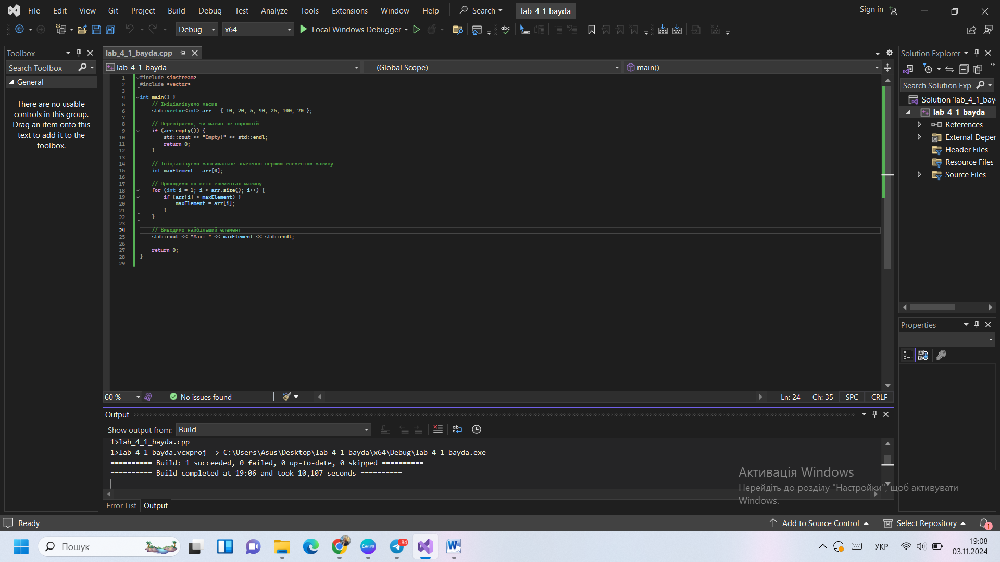 File Edit View Git Project Build Debug Test Analyze Tools Extensions Window Help Search lab_4_1_bayda Sign in
Debug x64 Local Windows Debugger
Toolbox
Search Toolbox
General
There are no usable
controls in this group.
Drag an item onto this
text to add it to the
toolbox.
lab_4_1_bayda.cpp
lab_4_1_bayda (Global Scope) main()
1 #include <iostream>
2 #include <vector>
3
4 int main() {
5 // Ініціалізуємо масив
6 std::vector<int> arr = { 10, 20, 5, 40, 25, 100, 70 };
7
8 // Перевіряємо, чи масив не порожній
9 if (arr.empty()) {
10 std::cout << "Empty!" << std::endl;
11 return 0;
12 }
13
14 // Ініціалізуємо максимальне значення першим елементом масиву
15 int maxElement = arr[0];
16
17 // Проходимо по всіх елементах масиву
18 for (int i = 1; i < arr.size(); i++) {
19 if (arr[i] > maxElement) {
20 maxElement = arr[i];
21 }
22 }
23
24 // Виводимо найбільший елемент
25 std::cout << "Max: " << maxElement << std::endl;
26
27 return 0;
28 }
29
60 % No issues found Ln: 24 Ch: 35 SPC CRLF
Output
Show output from: Build
1>lab_4_1_bayda.cpp
1>lab_4_1_bayda.vcxproj -> C:\Users\Asus\Desktop\lab_4_1_bayda\x64\Debug\lab_4_1_bayda.exe
========== Build: 1 succeeded, 0 failed, 0 up-to-date, 0 skipped ==========
========== Build completed at 19:06 and took 10,107 seconds ==========
Error List Output
Solution Explorer
Search Solution Exp
Solution 'lab_4_1_bay
lab_4_1_bayda
References
External Deper
Header Files
Resource Files
Source Files
Properties
Активація Windows
Перейдіть до розділу "Настройки", щоб активувати
Windows.
Ready Add to Source Control Select Repository 1
Пошук Canva 84 УКР 19:08
03.11.2024